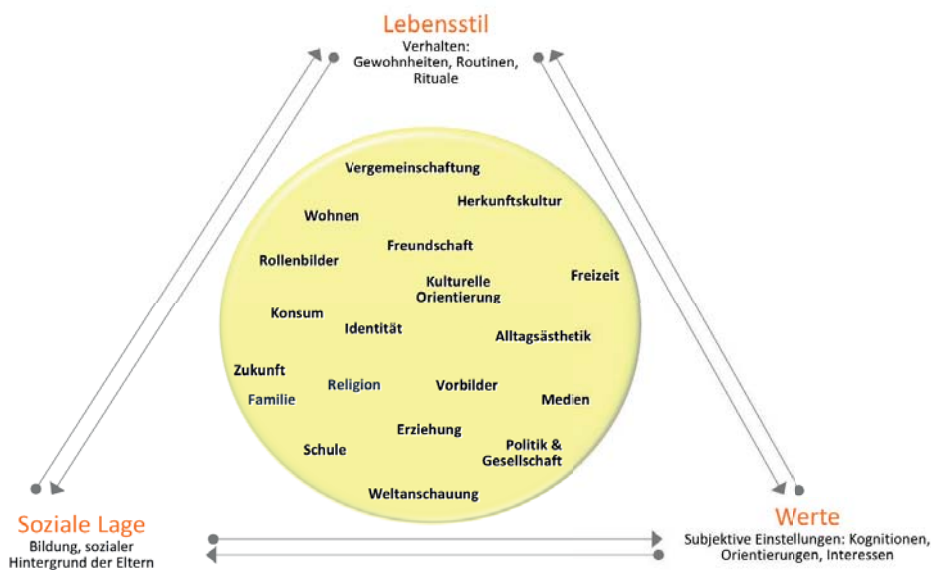 Lebensstil
Verhalten:
Gewohnheiten, Routinen,
Rituale
Vergemeinschaftung
Herkunftskultur
Wohnen
Freundschaft
Rollenbilder
Freizeit
Kulturelle
Orientierung
Konsum
Identität
Alltagsästhetik
Zukunft
Religion
Vorbilder
Familie
Medien
Erziehung
Schule
Politik &
Gesellschaft
Weltanschauung
Soziale Lage
Bildung, sozialer
Hintergrund der Eltern
Werte
Subjektive Einstellungen: Kognitionen,
Orientierungen, Interessen